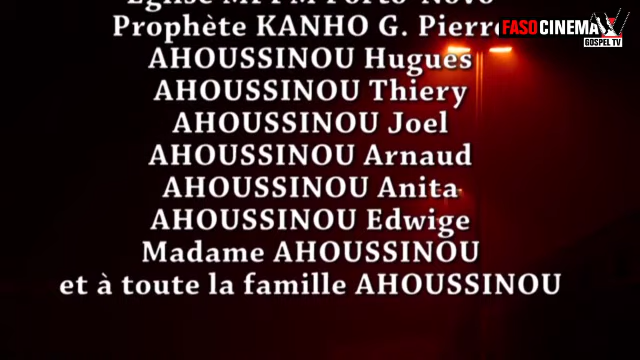 Prophète KANHO G. Pierre
AHOUSSINOU Hugues
AHOUSSINOU Thiery
AHOUSSINOU Joel
AHOUSSINOU Arnaud
AHOUSSINOU Anita
AHOUSSINOU Edwige
Madame AHOUSSINOU
et à toute la famille AHOUSSINOU
FASOCINEMA
GOSPEL TV